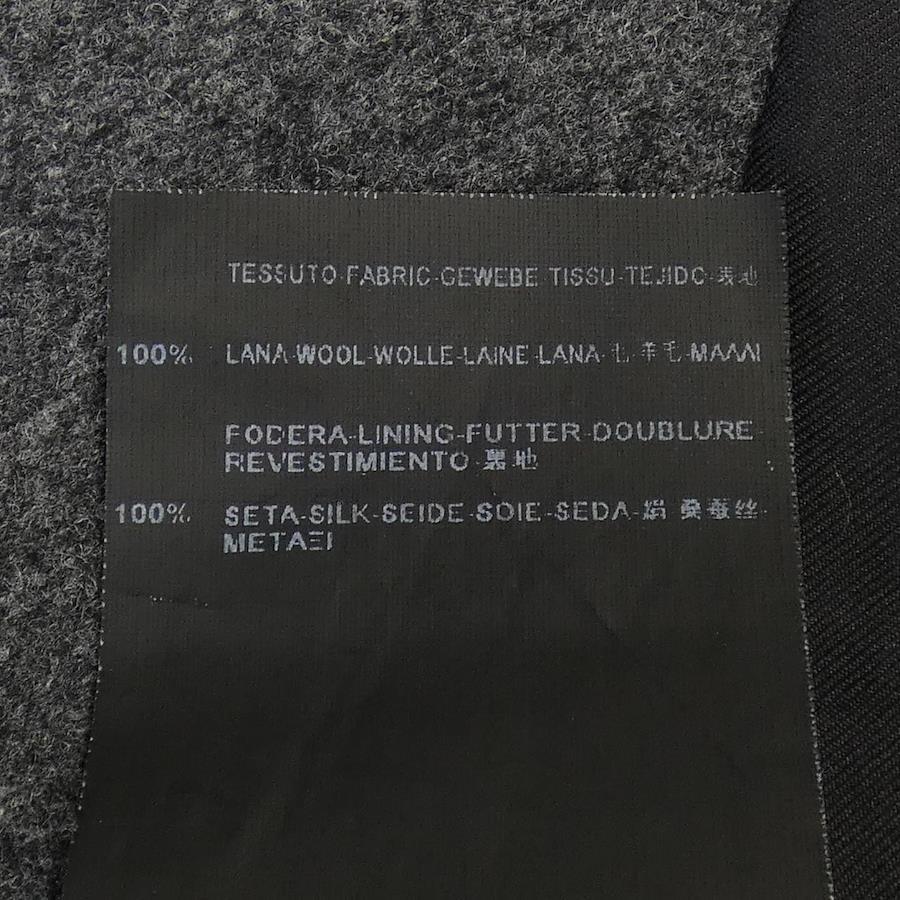 TESSUTO-FABRIC-GEWEBE TISSU-TEJIDO-表地
100% LANA-WOOL-WOLLE-LAINE-LANA-毛-羊毛-ΜΑΛΛΙ
FODERA-LINING-FUTTER-DOUBLURE-
REVESTIMIENTO-裏地
100% SETA-SILK-SEIDE-SOIE-SEDA-絹-桑蚕丝-
ΜΕΤΑΞΙ